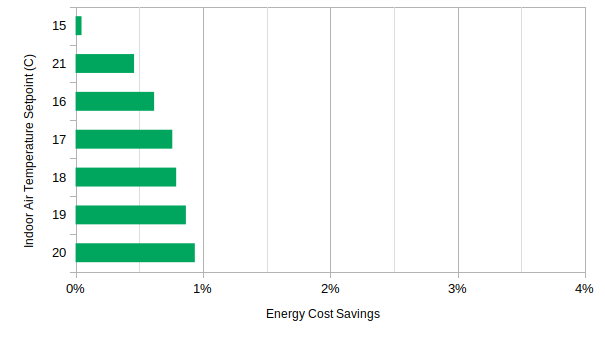 15
21
16
17
18
19
20
Indoor Air Temperature Setpoint (C)
0% 1% 2% 3% 4%
Energy Cost Savings